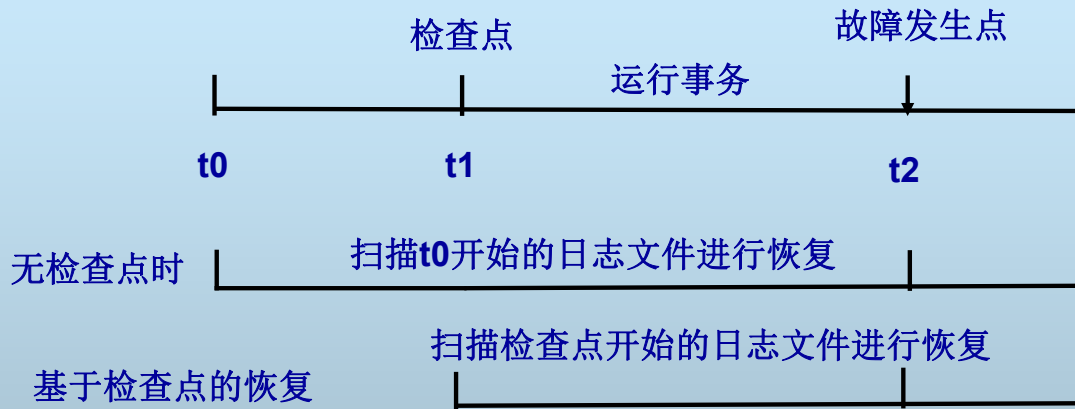 检查点
故障发生点
运行事务
t0
t1
t2
扫描t0开始的日志文件进行恢复
无检查点时
扫描检查点开始的日志文件进行恢复
基于检查点的恢复